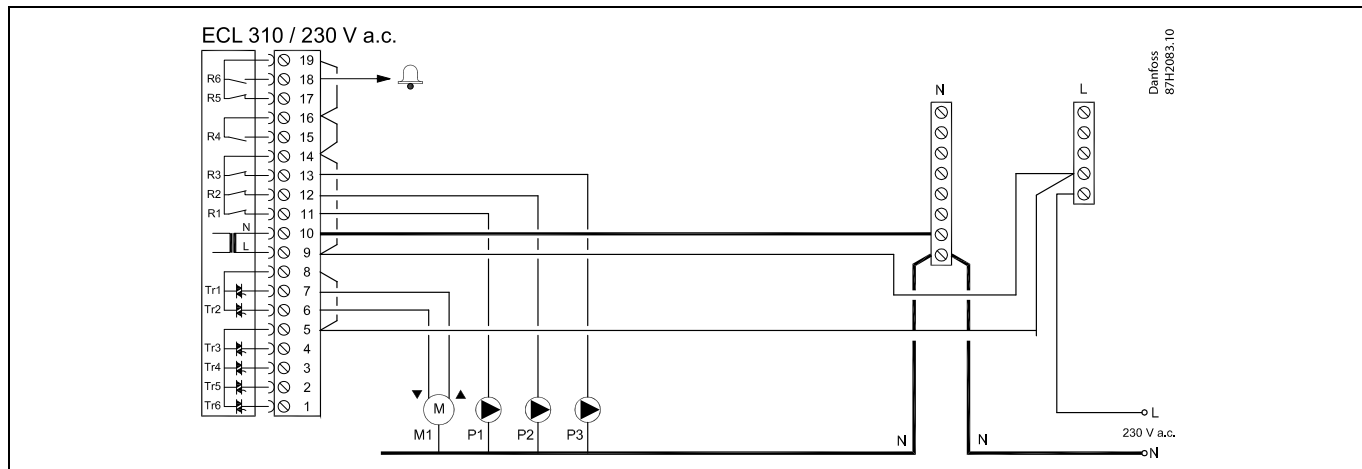 ECL 310 / 230 V a.c.
19
R6 18
R5 17
16
R4 15
14
R3 13
R2 12
R1 11
N 10
L 9
8
Tr1 7
Tr2 6
5
Tr3 4
Tr4 3
Tr5 2
Tr6 1
M
M1 P1 P2 P3
N
L
Danfoss
87H2083.10
L
230 V a.c.
N N N